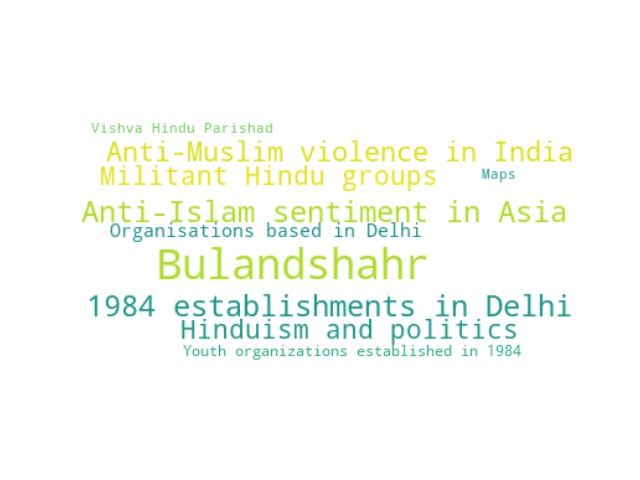 Vishva Hindu Parishad
Anti-Muslim violence in India
Militant Hindu groups
Maps
Anti-Islam sentiment in Asia
Organisations based in Delhi
Bulandshahr
1984 establishments in Delhi
Hinduism and politics
Youth organizations established in 1984